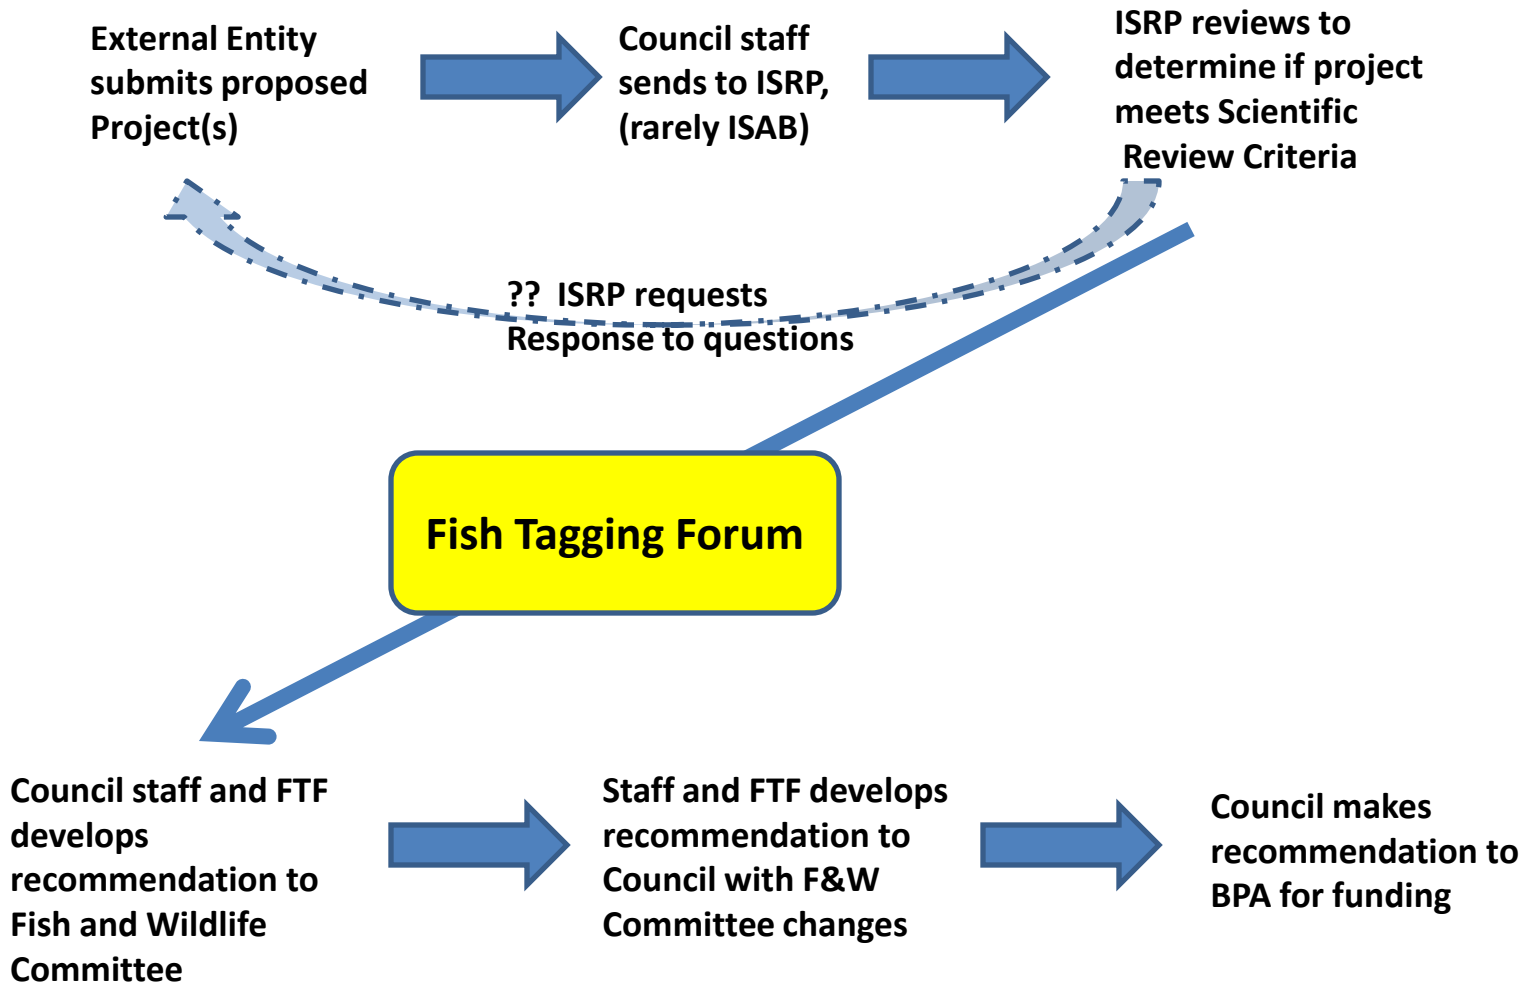 External Entity
submits proposed
Project(s)
Council staff
sends to ISRP,
(rarely ISAB)
ISRP reviews to
determine if project
meets Scientific
Review Criteria
?? ISRP requests
Response to questions
Fish Tagging Forum
Council staff and FTF
develops
recommendation to
Fish and Wildlife
Committee
Staff and FTF develops
recommendation to
Council with F&W
Committee changes
Council makes
recommendation to
BPA for funding